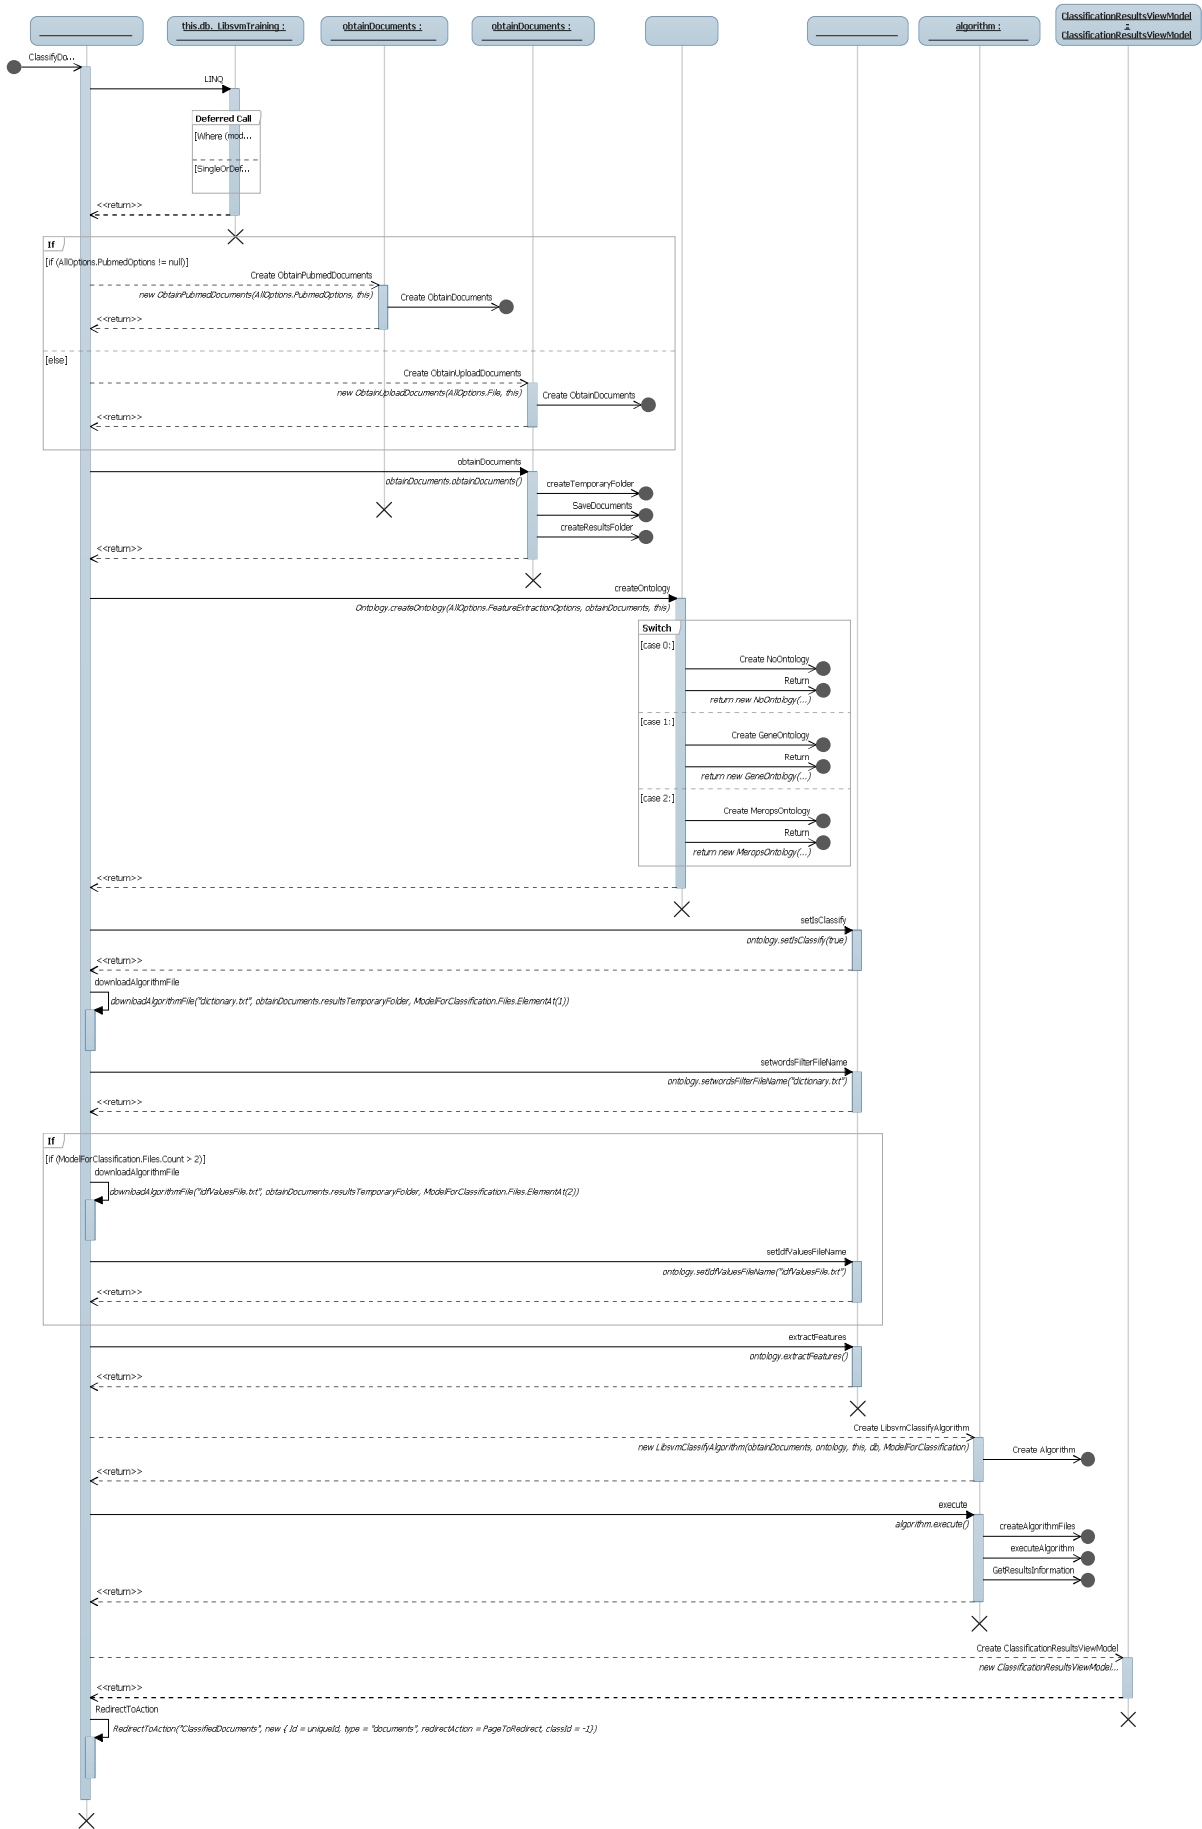 this.db._LibsvmTraining :
obtainDocuments :
obtainDocuments :
algorithm :
ClassificationResultsViewModel
:
ClassificationResultsViewModel
ClassifyDo...
LINQ
Deferred Call
[Where (mod...
[SingleOrDef...
<<return>>
If
[if (AllOptions.PubmedOptions != null)]
Create ObtainPubmedDocuments
new ObtainPubmedDocuments(AllOptions.PubmedOptions, this)
Create ObtainDocuments
<<return>>
[else]
Create ObtainUploadDocuments
new ObtainUploadDocuments(AllOptions.File, this)
Create ObtainDocuments
<<return>>
obtainDocuments
obtainDocuments.obtainDocuments()
createTemporaryFolder
SaveDocuments
createResultsFolder
<<return>>
createOntology
Ontology.createOntology(AllOptions.FeatureExtractionOptions, obtainDocuments, this)
Switch
[case 0:]
Create NoOntology
Return
return new NoOntology(...)
[case 1:]
Create GeneOntology
Return
return new GeneOntology(...)
[case 2:]
Create MeropsOntology
Return
return new MeropsOntology(...)
<<return>>
setIsClassify
ontology.setIsClassify(true)
<<return>>
downloadAlgorithmFile
downloadAlgorithmFile("dictionary.txt", obtainDocuments.resultsTemporaryFolder, ModelForClassification.Files.ElementAt(1))
setwordsFilterFileName
ontology.setwordsFilterFileName("dictionary.txt")
<<return>>
If
[if (ModelForClassification.Files.Count > 2)]
downloadAlgorithmFile
downloadAlgorithmFile("idfValuesFile.txt", obtainDocuments.resultsTemporaryFolder, ModelForClassification.Files.ElementAt(2))
setIdfValuesFileName
ontology.setIdfValuesFileName("idfValuesFile.txt")
<<return>>
extractFeatures
ontology.extractFeatures()
<<return>>
Create LibsvmClassifyAlgorithm
new LibsvmClassifyAlgorithm(obtainDocuments, ontology, this, db, ModelForClassification)
Create Algorithm
<<return>>
execute
algorithm.execute()
createAlgorithmFiles
executeAlgorithm
GetResultsInformation
<<return>>
Create ClassificationResultsViewModel
new ClassificationResultsViewModel...
<<return>>
RedirectToAction
RedirectToAction("ClassifiedDocuments", new { Id = uniqueId, type = "documents", redirectAction = PageToRedirect, classId = -1})